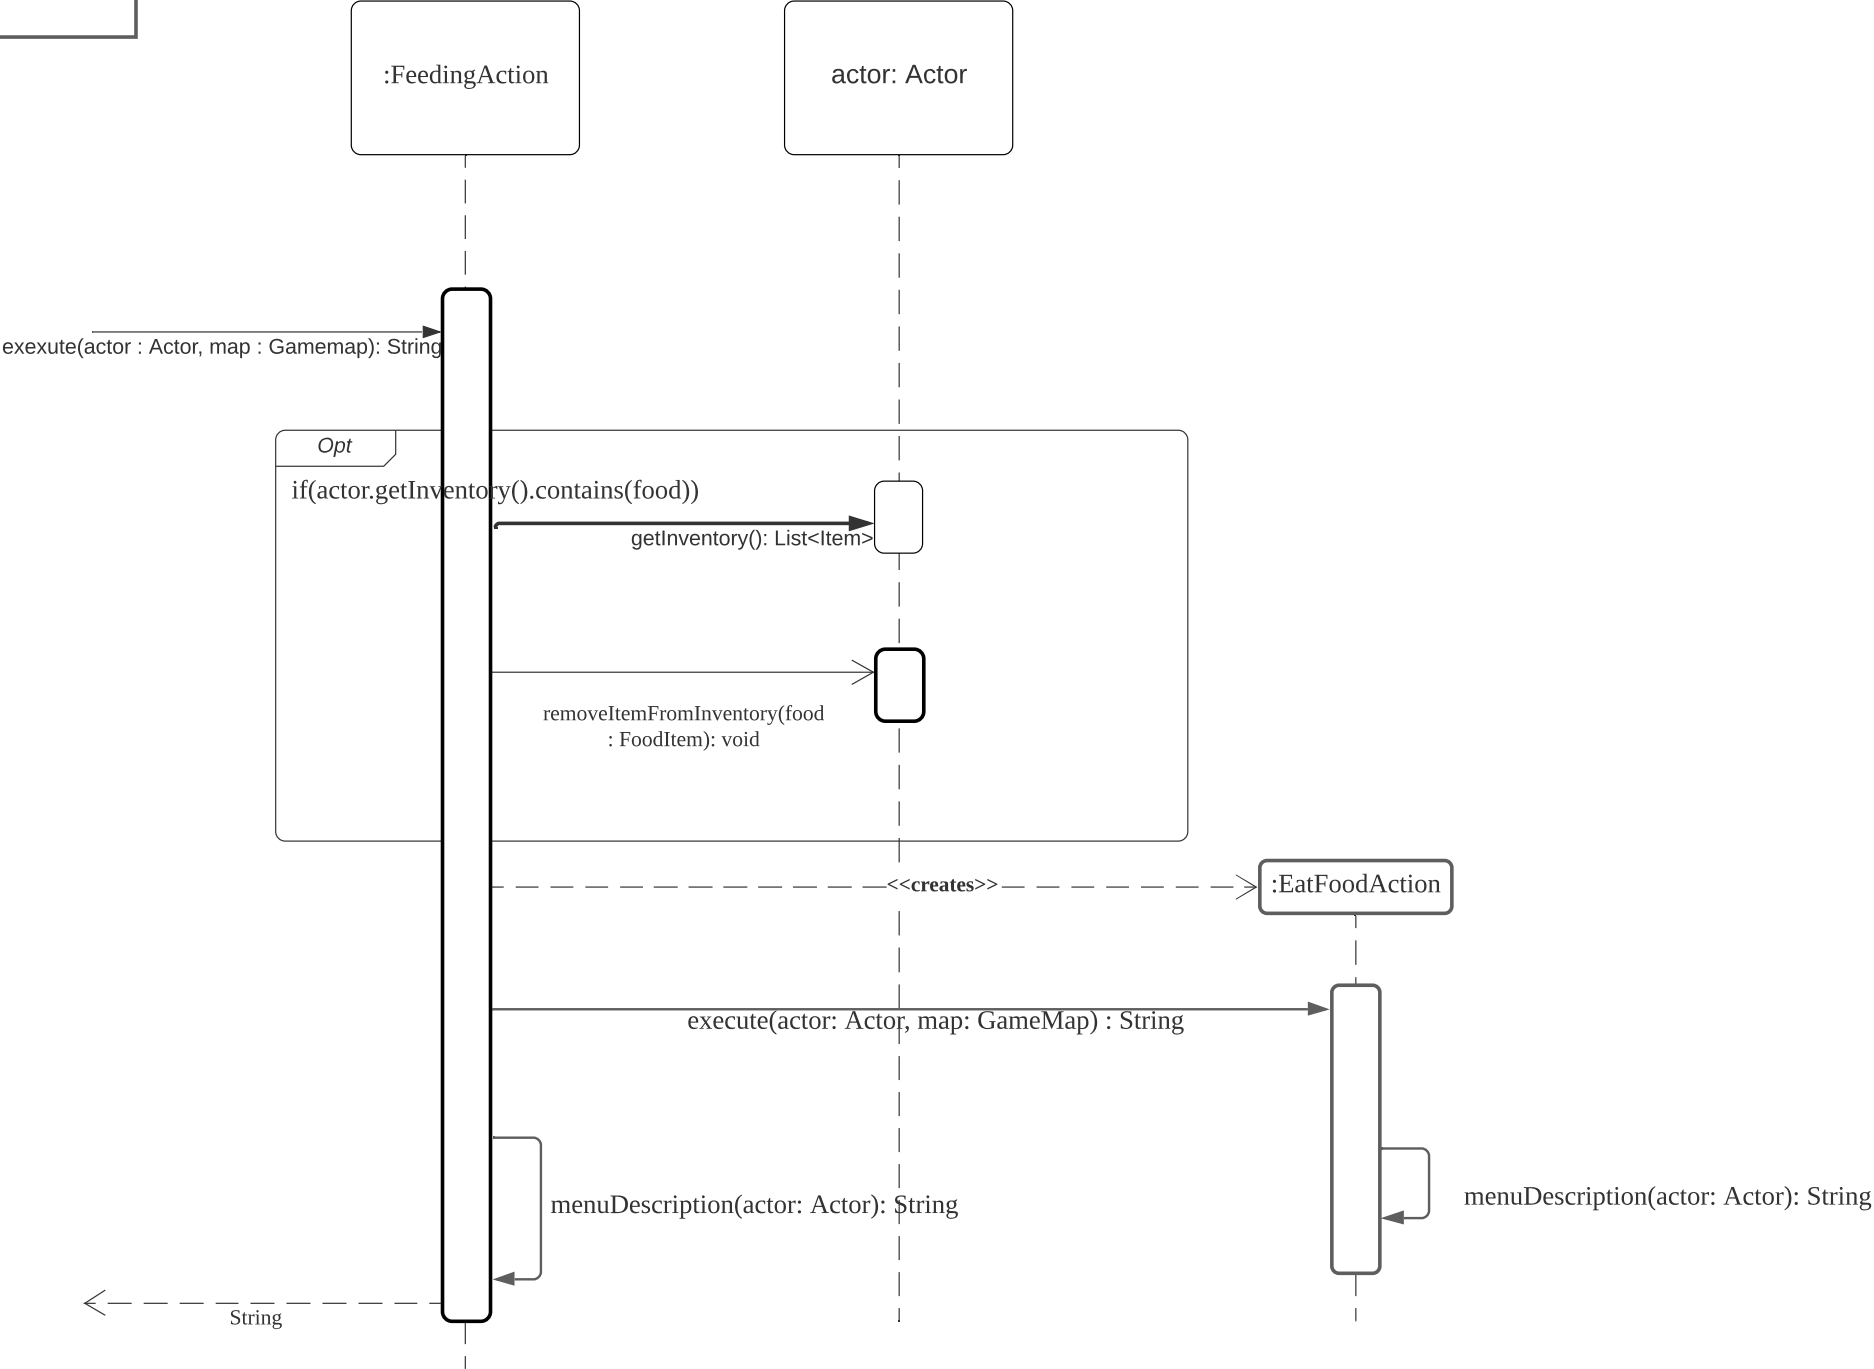 :FeedingAction
actor: Actor
exexute(actor : Actor, map : Gamemap): String
Opt
if(actor.getInventory().contains(food))
getInventory(): List<Item>
removeItemFromInventory(food
: FoodItem): void
<<creates>>
:EatFoodAction
execute(actor: Actor, map: GameMap) : String
menuDescription(actor: Actor): String
menuDescription(actor: Actor): String
String